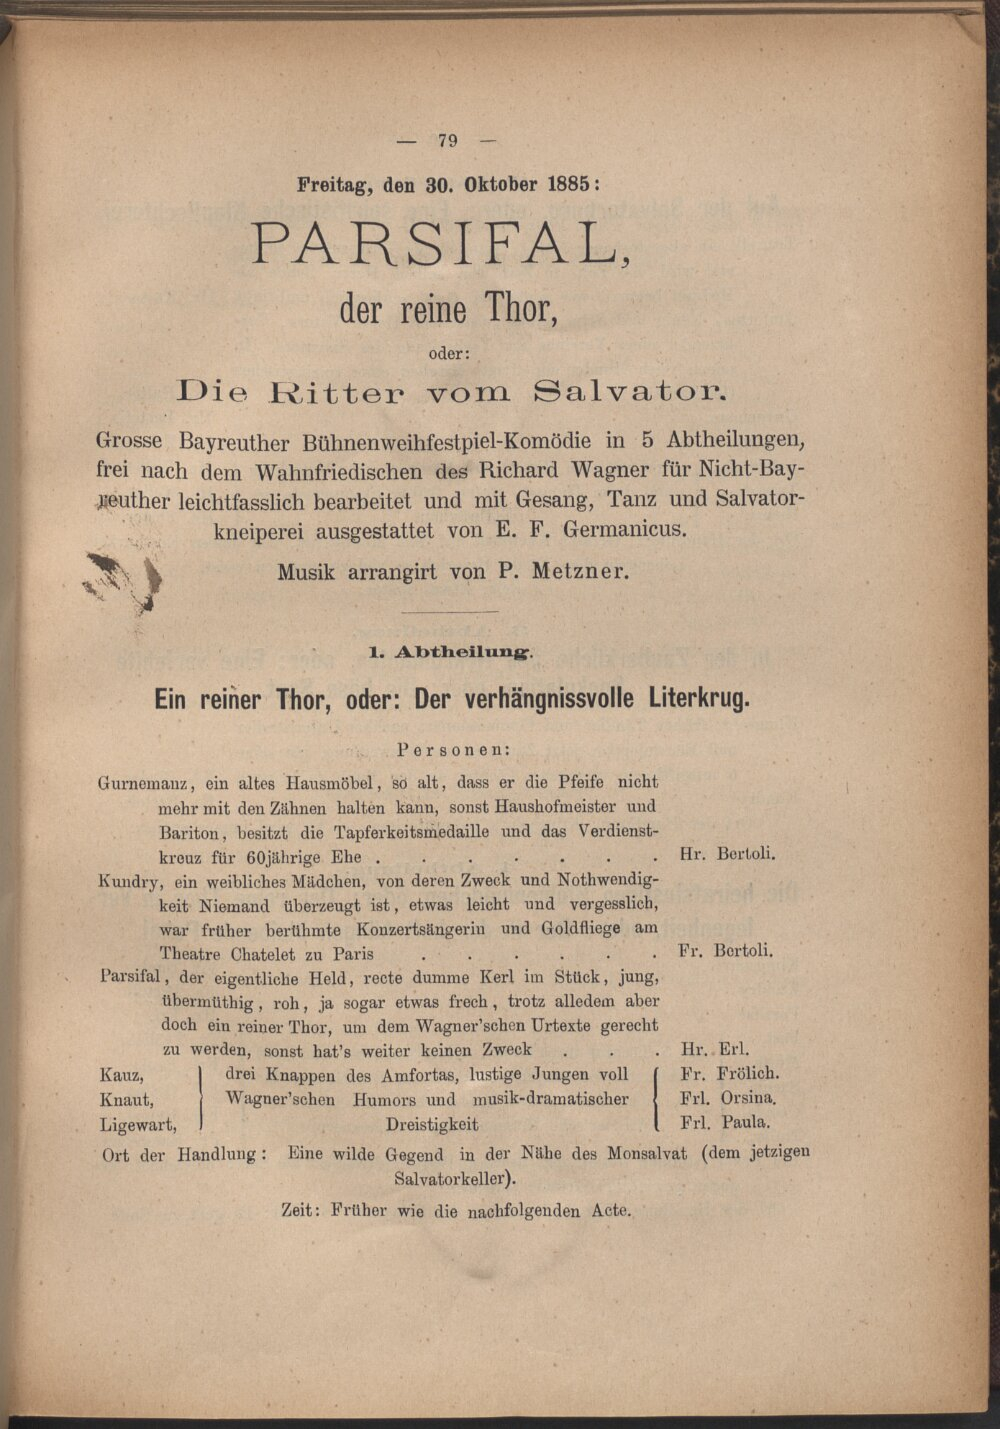 — 79 —
Freitag, den 30. Oktober 1885:
PARSIFAL,
der reine Thor,
oder:
Die Ritter vom Salvator.
Grosse Bayreuther Bühnenweihfestpiel-Komödie in 5 Abtheilungen,
frei nach dem Wahnfriedischen des Richard Wagner für Nicht-Bay-
reuther leichtfasslich bearbeitet und mit Gesang, Tanz und Salvator-
kneiperei ausgestattet von E. F. Germanicus.
Musik arrangirt von P. Metzner.
1. Abtheilung.
Ein reiner Thor, oder: Der verhängnissvolle Literkrug.
Personen:
Gurnemanz, ein altes Hausmöbel, so alt, dass er die Pfeife nicht
mehr mit den Zähnen halten kann, sonst Haushofmeister und
Bariton, besitzt die Tapferkeitsmedaille und das Verdienst-
kreuz für 60jährige Ehe . . . . . . . Hr. Bertoli.
Kundry, ein weibliches Mädchen, von deren Zweck und Nothwendig-
keit Niemand überzeugt ist, etwas leicht und vergesslich,
war früher berühmte Konzertsängerin und Goldfliege am
Theatre Chatelet zu Paris . . . . . . Fr. Bertoli.
Parsifal, der eigentliche Held, recte dumme Kerl im Stück, jung,
übermüthig, roh, ja sogar etwas frech, trotz alledem aber
doch ein reiner Thor, um dem Wagner'schen Urtexte gerecht
zu werden, sonst hat's weiter keinen Zweck . . . Hr. Erl.
Kauz, drei Knappen des Amfortas, lustige Jungen voll Fr. Frölich.
Knaut, Wagner'schen Humors und musik-dramatischer Frl. Orsina.
Ligewart, Dreistigkeit Frl. Paula.
Ort der Handlung: Eine wilde Gegend in der Nähe des Monsalvat (dem jetzigen
Salvatorkeller).
Zeit: Früher wie die nachfolgenden Acte.